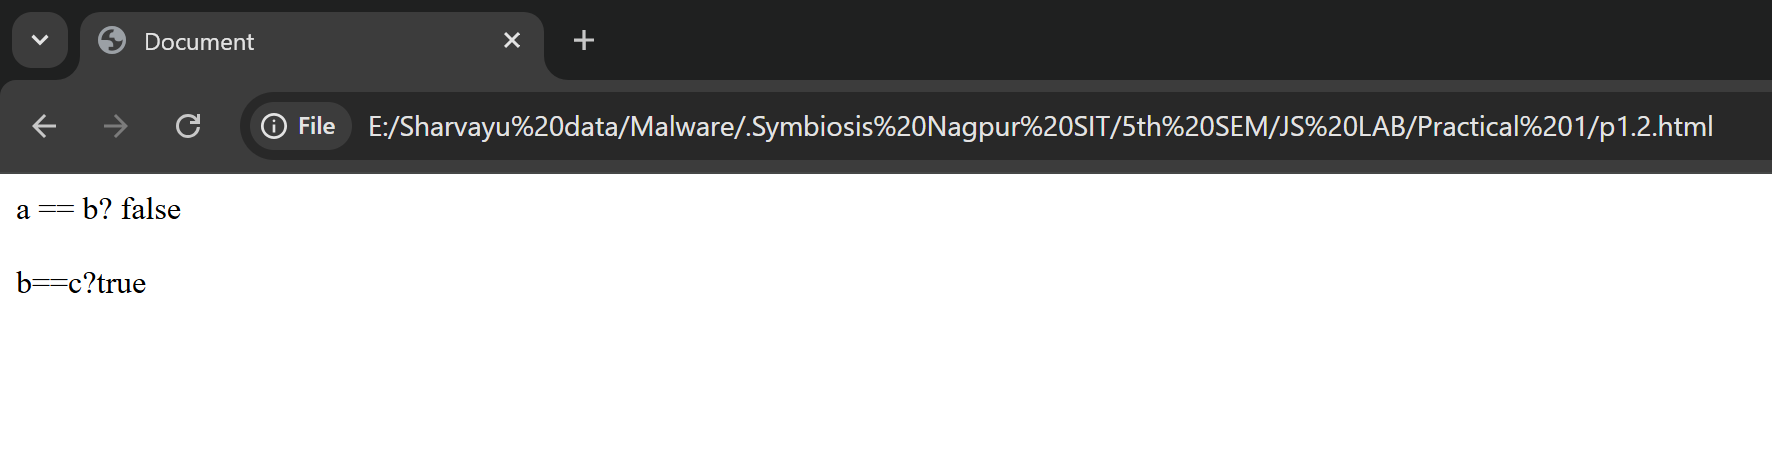 Document
File
E:/Sharvayu%20data/Malware/.Symbiosis%20Nagpur%20SIT/5th%20SEM/JS%20LAB/Practical%201/p1.2.html
a == b? false
b==c?true